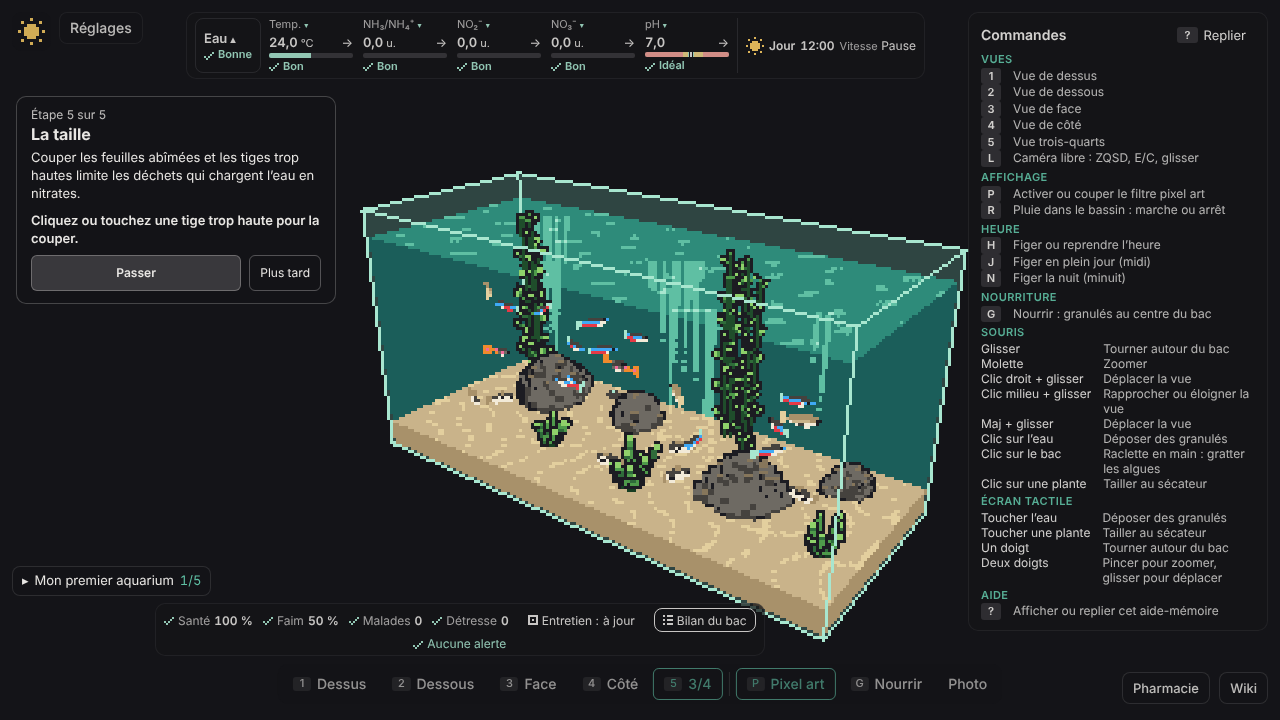 Réglages
Eau ▴
Bonne
Temp. ▾
24,0 °C →
Bon
NH₃/NH₄⁺ ▾
0,0 u. →
Bon
NO₂⁻ ▾
0,0 u. →
Bon
NO₃⁻ ▾
0,0 u. →
Bon
pH ▾
7,0 →
Idéal
Jour 12:00 Vitesse Pause
Étape 5 sur 5
La taille
Couper les feuilles abîmées et les tiges trop
hautes limite les déchets qui chargent l’eau en
nitrates.
Cliquez ou touchez une tige trop haute pour la
couper.
Passer
Plus tard
Commandes
? Replier
VUES
1 Vue de dessus
2 Vue de dessous
3 Vue de face
4 Vue de côté
5 Vue trois-quarts
L Caméra libre : ZQSD, E/C, glisser
AFFICHAGE
P Activer ou couper le filtre pixel art
R Pluie dans le bassin : marche ou arrêt
HEURE
H Figer ou reprendre l’heure
J Figer en plein jour (midi)
N Figer la nuit (minuit)
NOURRITURE
G Nourrir : granulés au centre du bac
SOURIS
Glisser Tourner autour du bac
Molette Zoomer
Clic droit + glisser Déplacer la vue
Clic milieu + glisser Rapprocher ou éloigner la
vue
Maj + glisser Déplacer la vue
Clic sur l’eau Déposer des granulés
Clic sur le bac Raclette en main : gratter
les algues
Clic sur une plante Tailler au sécateur
ÉCRAN TACTILE
Toucher l’eau Déposer des granulés
Toucher une plante Tailler au sécateur
Un doigt Tourner autour du bac
Deux doigts Pincer pour zoomer,
glisser pour déplacer
AIDE
? Afficher ou replier cet aide-mémoire
▸ Mon premier aquarium 1/5
Santé 100 % Faim 50 % Malades 0 Détresse 0 Entretien : à jour Bilan du bac
Aucune alerte
1 Dessus 2 Dessous 3 Face 4 Côté 5 3/4 P Pixel art G Nourrir Photo
Pharmacie
Wiki